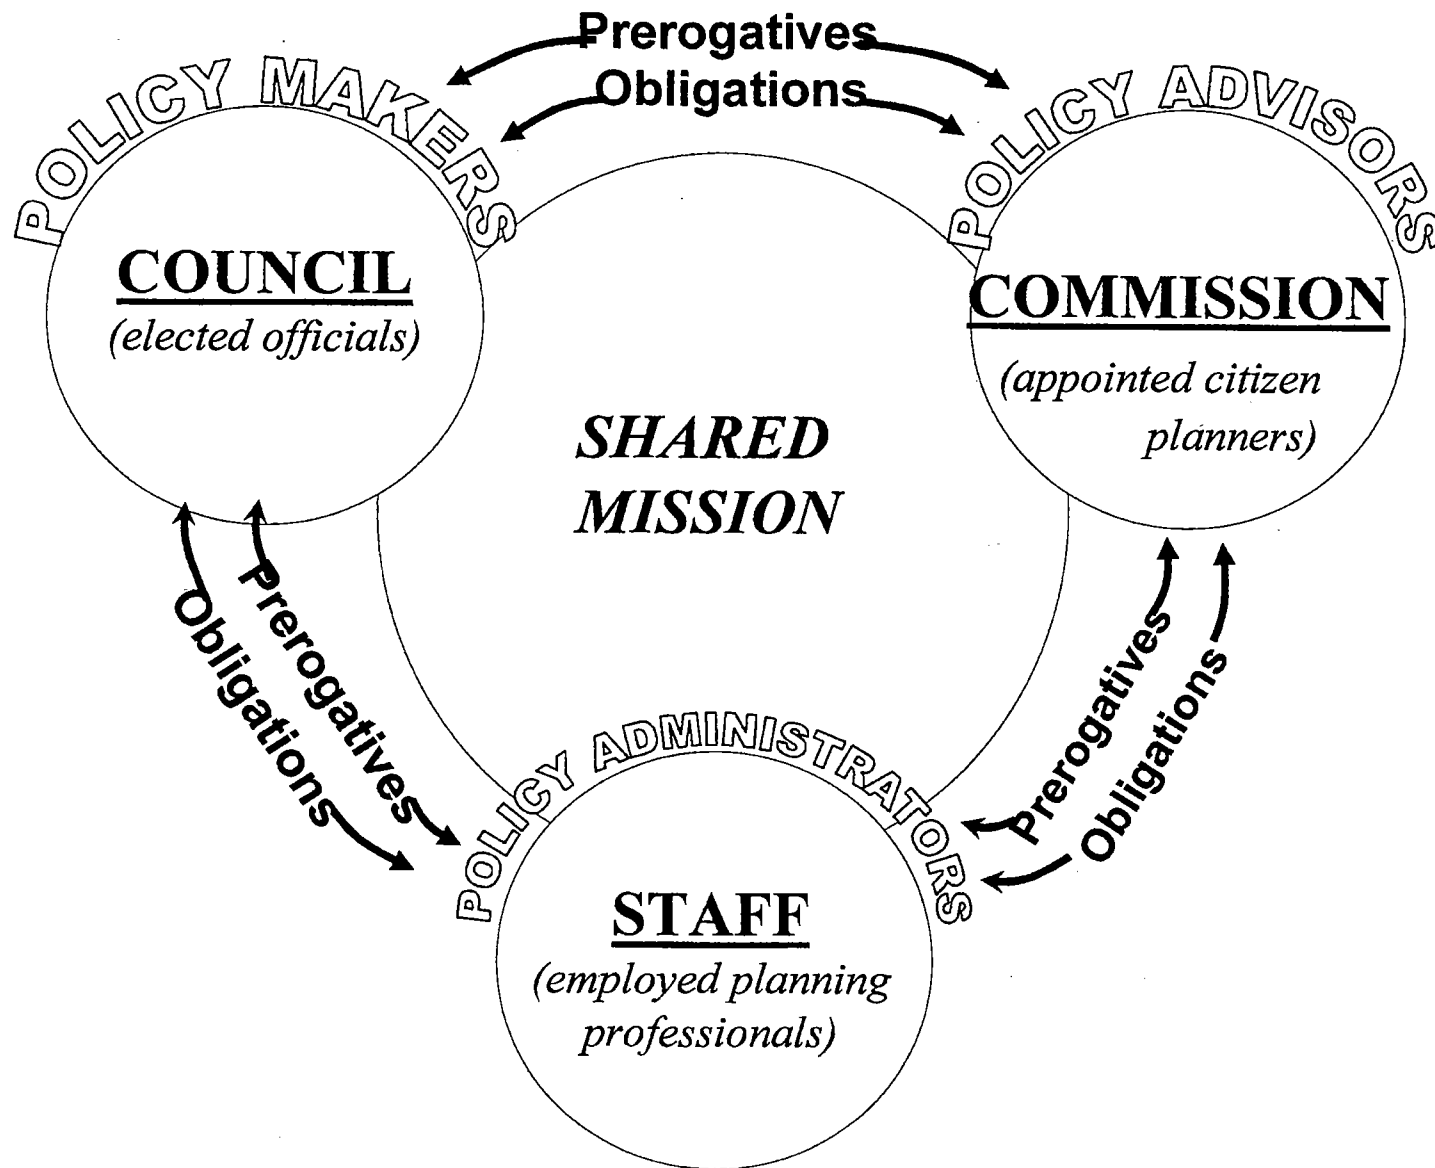 Prerogatives
Obligations
POLICY MAKERS
COUNCIL
(elected officials)
POLICY ADVISORS
COMMISSION
(appointed citizen
planners)
SHARED
MISSION
Prerogatives
Obligations
Prerogatives
Obligations
POLICY ADMINISTRATORS
STAFF
(employed planning
professionals)